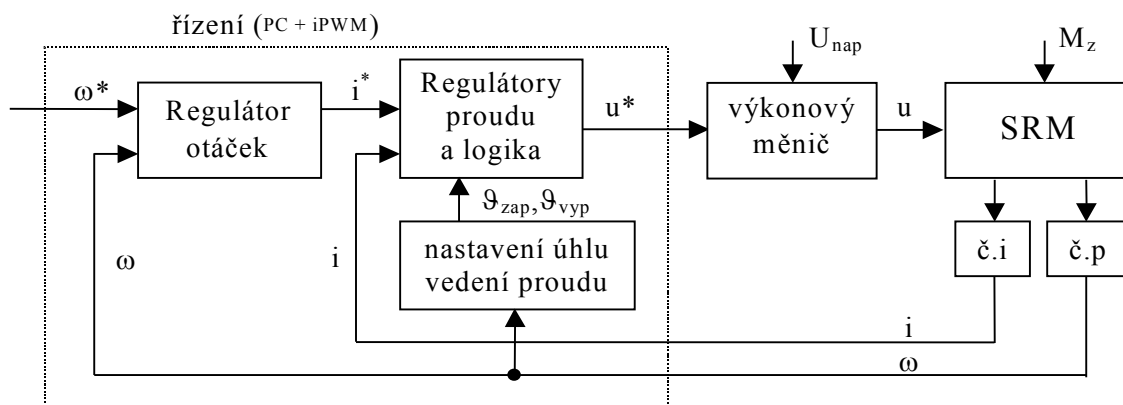 řízení (PC + iPWM)
U_nap
M_z
ω*
Regulátor
otáček
i*
Regulátory
proudu
a logika
u*
výkonový
měnič
u
SRM
ϑ_zap,ϑ_vyp
nastavení úhlu
vedení proudu
č.i
č.p
ω
i
i
ω